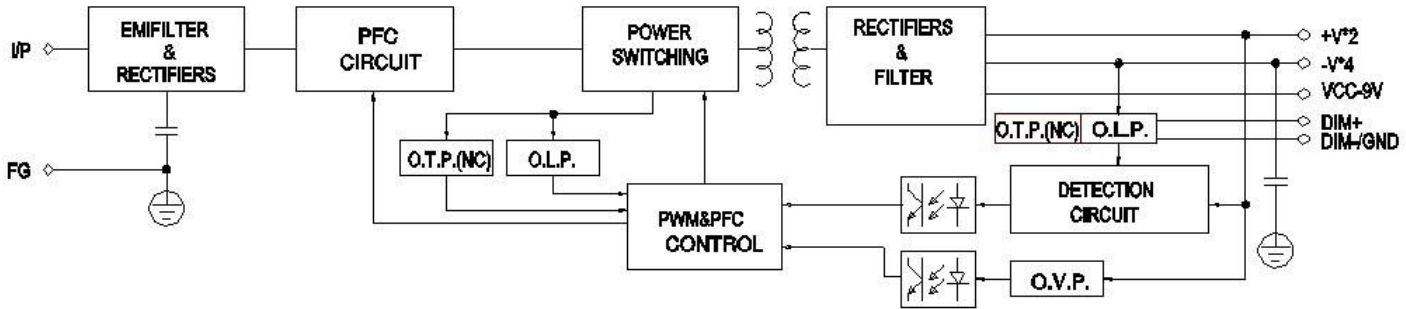 I/P
EMIFILTER
&
RECTIFIERS
PFC
CIRCUIT
POWER
SWITCHING
RECTIFIERS
&
FILTER
+V*2
-V*4
VCC-9V
DIM+
DIM-/GND
O.T.P.(NC)
O.L.P.
O.T.P.(NC)
O.L.P.
FG
PWM&PFC
CONTROL
DETECTION
CIRCUIT
O.V.P.